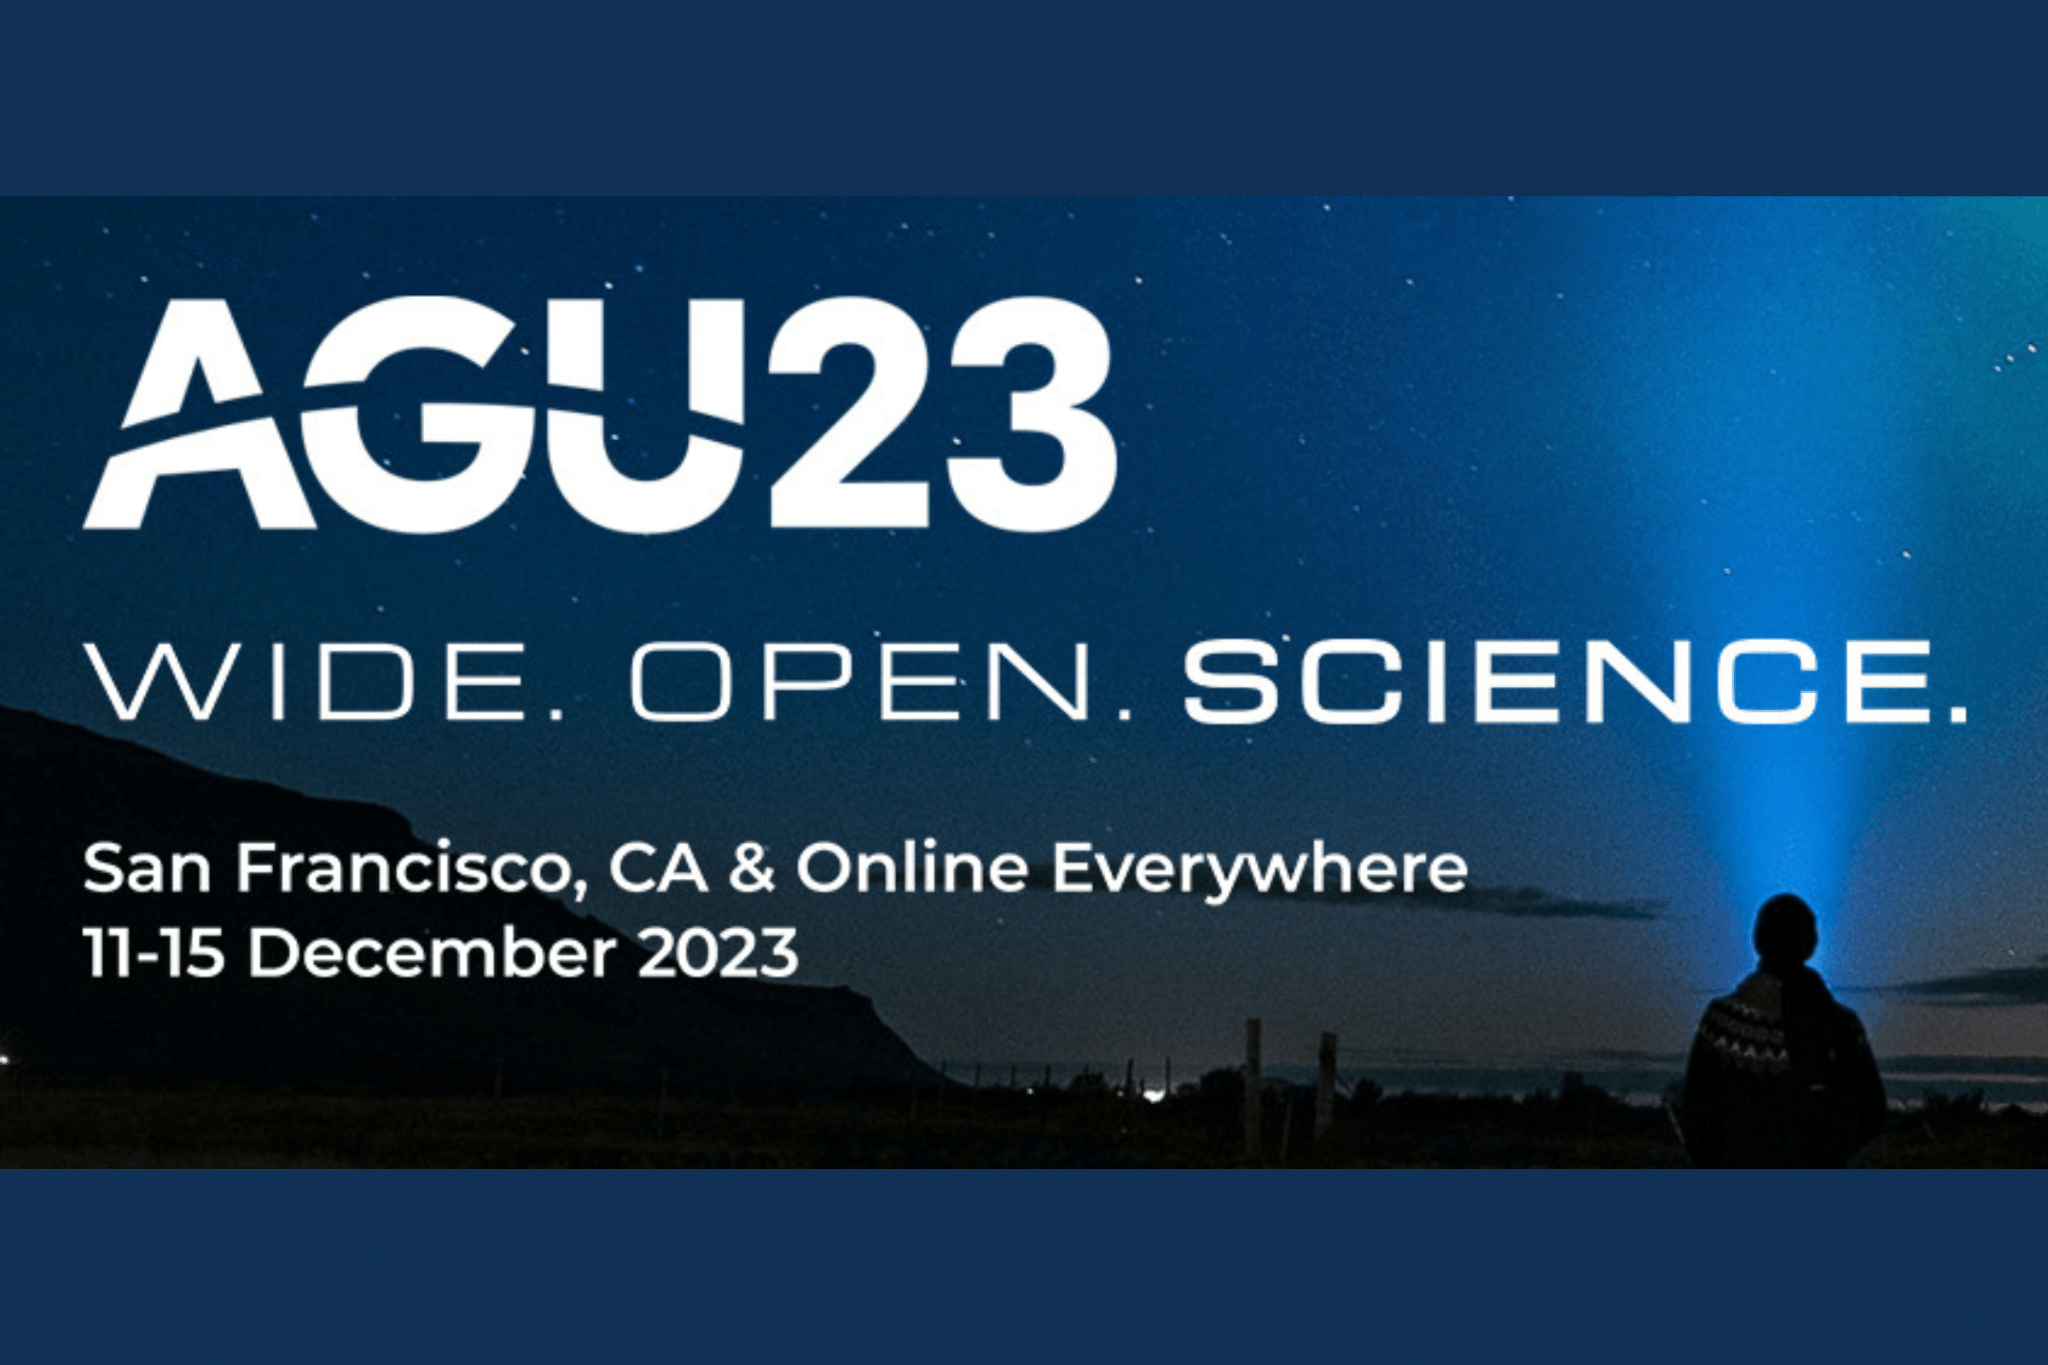 AGU23
WIDE. OPEN. SCIENCE.
San Francisco, CA & Online Everywhere
11-15 December 2023